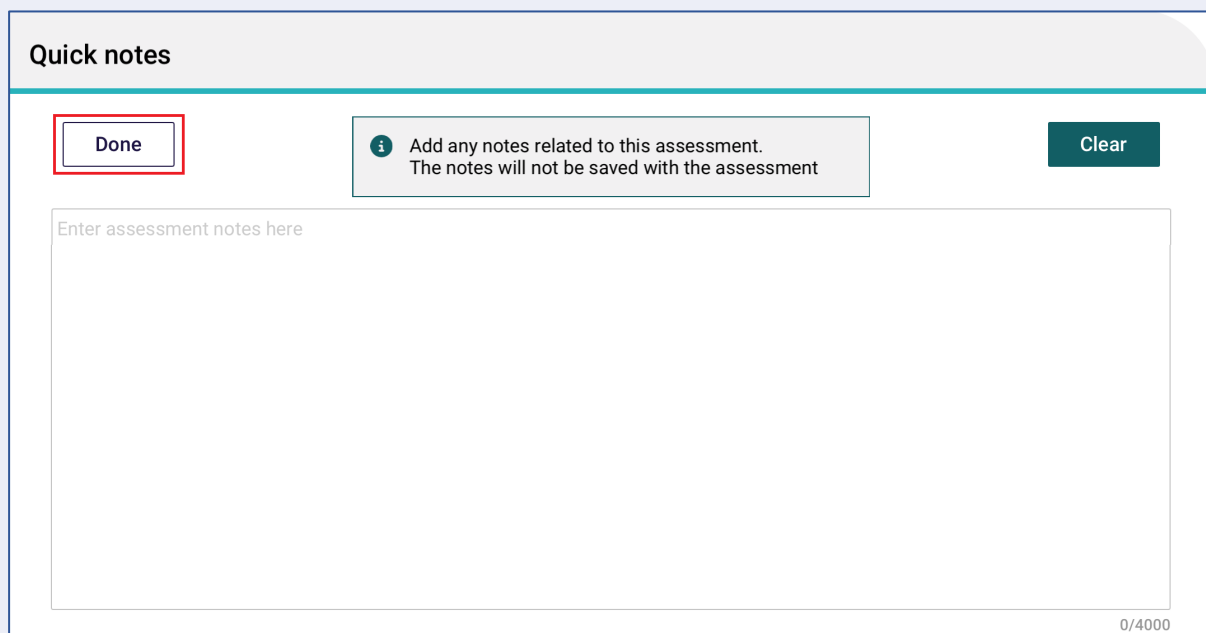 Quick notes
Done
Add any notes related to this assessment.
The notes will not be saved with the assessment
Clear
Enter assessment notes here
0/4000